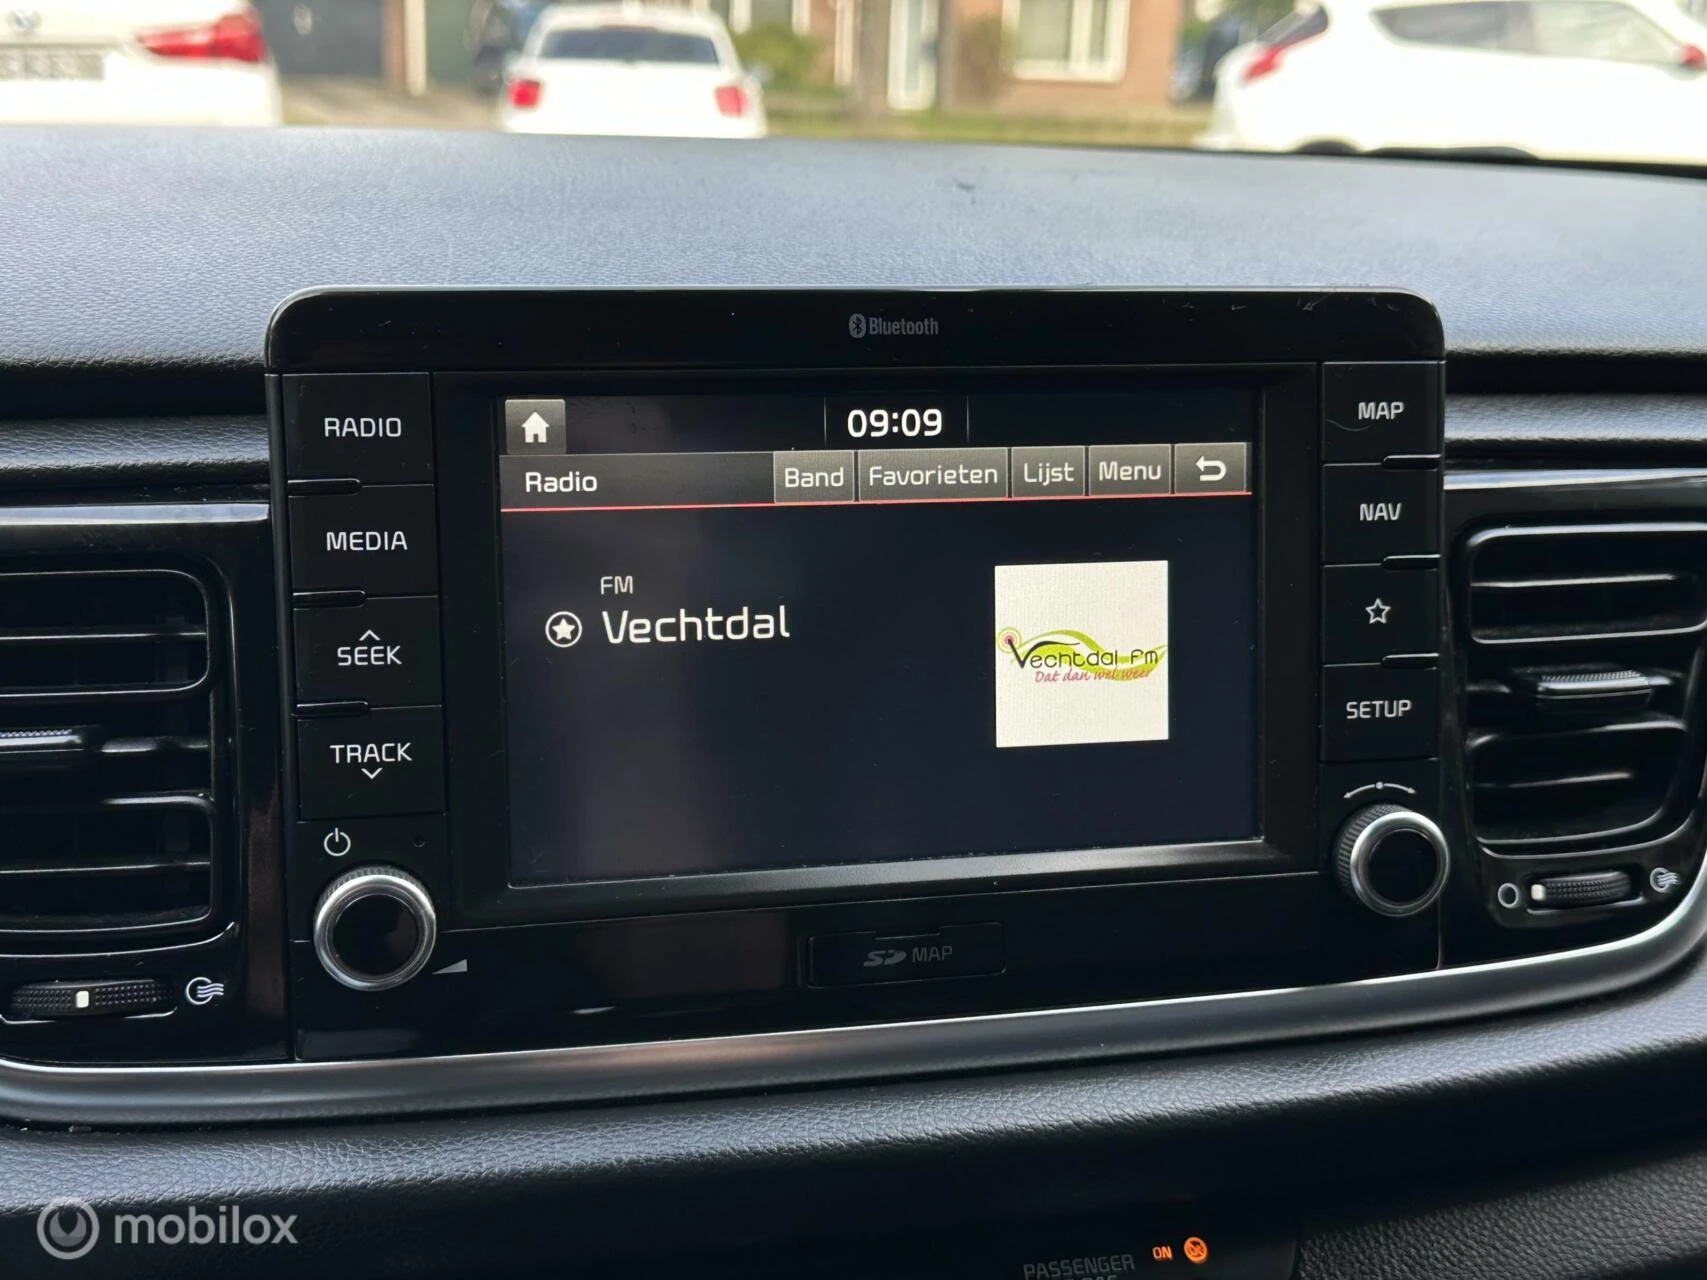 Bluetooth
RADIO
MEDIA
SEEK
TRACK
09:09
Radio
Band
Favorieten
Lijst
Menu
FM
Vechtdal
Vechtdal FM
Dat dan wel weer
MAP
NAV
SETUP
SD MAP
mobilox
PASSENGER
ON